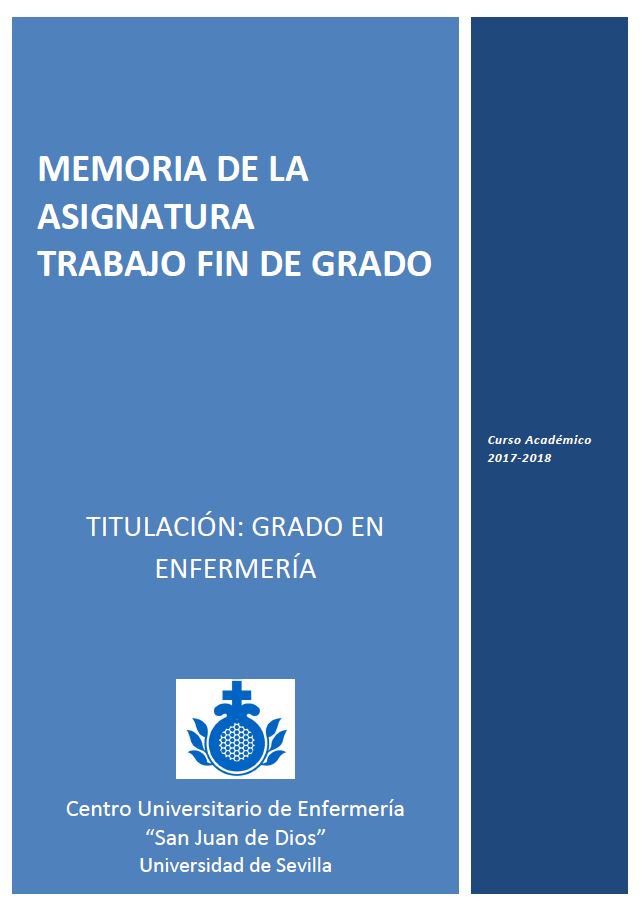 MEMORIA DE LA
ASIGNATURA
TRABAJO FIN DE GRADO
Curso Académico
2017-2018
TITULACIÓN: GRADO EN
ENFERMERÍA
Centro Universitario de Enfermería
“San Juan de Dios”
Universidad de Sevilla